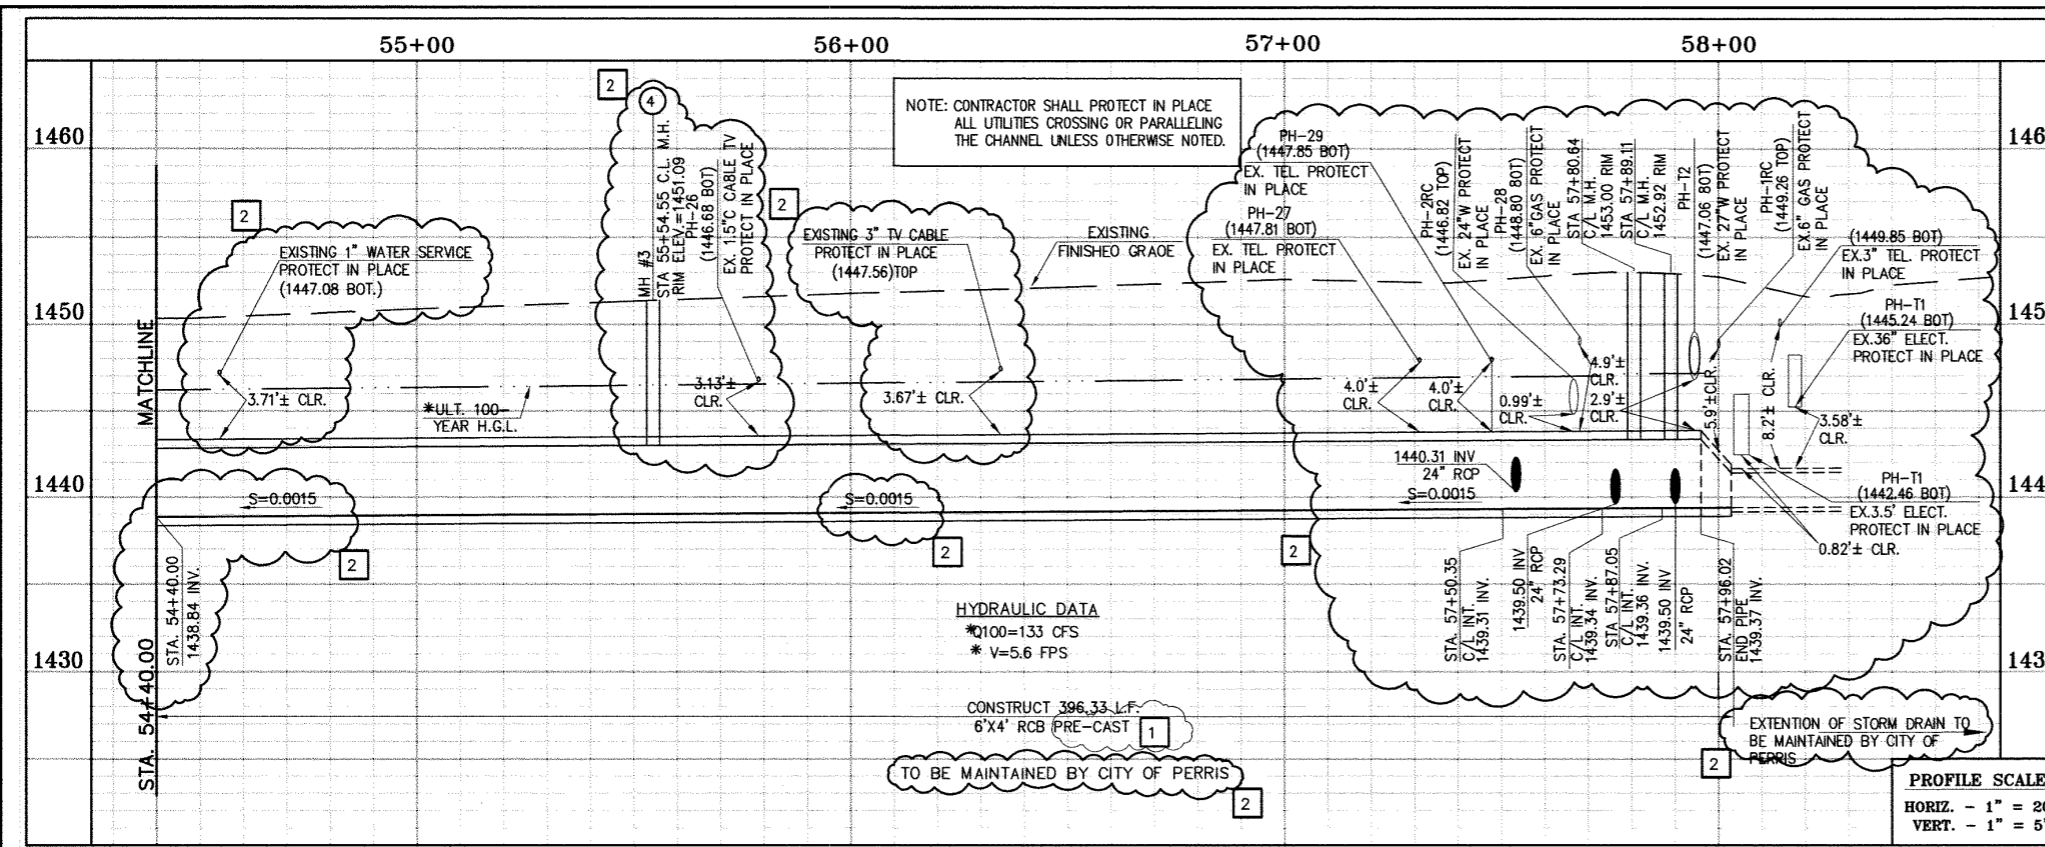 55+00
56+00
57+00
58+00
1460
1450
1440
1430
146
145
144
143
NOTE: CONTRACTOR SHALL PROTECT IN PLACE
ALL UTILITIES CROSSING OR PARALLELING
THE CHANNEL UNLESS OTHERWISE NOTED.
2
EXISTING 1" WATER SERVICE
PROTECT IN PLACE
(1447.08 BOT.)
3.71'± CLR.
MATCHLINE
STA. 54+40.00
2
4
MH #3
STA 55+54.55 C.L. M.H.
RIM ELEV.=1451.09
PH-26
(1446.68 BOT)
EX. 1.5"C CABLE TV
PROTECT IN PLACE
3.13'±
CLR.
*ULT. 100-
YEAR H.G.L.
2
EXISTING 3" TV CABLE
PROTECT IN PLACE
(1447.56)TOP
3.67'± CLR.
EXISTING
FINISHED GRADE
PH-29
(1447.85 BOT)
EX. TEL. PROTECT
IN PLACE
PH-27
(1447.81 BOT)
EX. TEL. PROTECT
IN PLACE
PH-2RC
(1446.82 TOP)
EX. 24"W PROTECT
IN PLACE
PH-28
(1448.80 BOT)
EX. 6"GAS PROTECT
IN PLACE
STA 57+80.64
C/L M.H.
1453.00 RIM
STA 57+89.11
C/L M.H.
1452.92 RIM
PH-T2
(1447.06 BOT)
EX. 27"W PROTECT
IN PLACE
PH-1RC
(1449.26 TOP)
EX.6" GAS PROTECT
IN PLACE
(1449.85 BOT)
EX.3" TEL. PROTECT
IN PLACE
PH-T1
(1445.24 BOT)
EX.36" ELECT.
PROTECT IN PLACE
4.0'±
CLR.
4.0'±
CLR.
0.99'±
CLR.
4.9'±
CLR.
2.9'±
CLR.
5.9'±CLR.
8.2'± CLR.
3.58'±
CLR.
PH-T1
(1442.46 BOT)
EX.3.5' ELECT.
PROTECT IN PLACE
0.82'± CLR.
1440.31 INV
24" RCP
S=0.0015
S=0.0015
S=0.0015
STA. 54+40.00
1438.84 INV.
2
2
2
STA. 57+50.35
C/L INT.
1439.31 INV.
1439.50 INV
24" RCP
STA. 57+73.29
C/L INT.
1439.34 INV.
STA 57+87.05
C/L INT.
1439.36 INV.
1439.50 INV
24" RCP
STA. 57+96.02
END PIPE
1439.37 INV.
HYDRAULIC DATA
*Q100=133 CFS
* V=5.6 FPS
CONSTRUCT 396.33 L.F.
6'X4' RCB PRE-CAST
1
TO BE MAINTAINED BY CITY OF PERRIS
2
EXTENTION OF STORM DRAIN TO
BE MAINTAINED BY CITY OF
PERRIS
2
PROFILE SCALE
HORIZ. - 1" = 20
VERT. - 1" = 5'